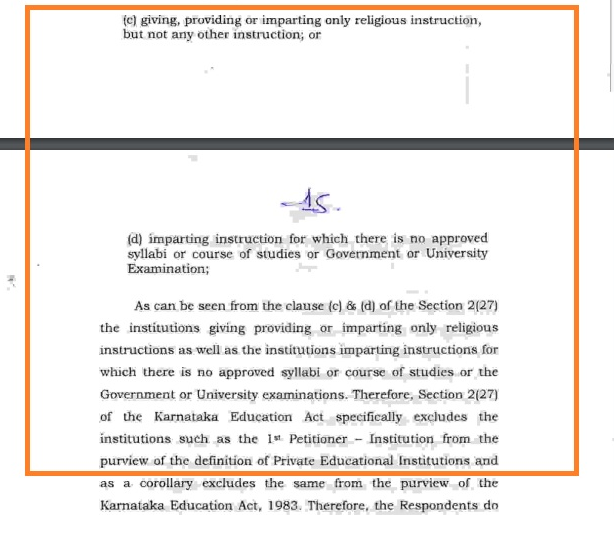 (c) giving, providing or imparting only religious instruction,
but not any other instruction; or
-15-
(d) imparting instruction for which there is no approved
syllabi or course of studies or Government or University
Examination;
As can be seen from the clause (c) & (d) of the Section 2(27)
the institutions giving providing or imparting only religious
instructions as well as the institutions imparting instructions for
which there is no approved syllabi or course of studies or the
Government or University examinations. Therefore, Section 2(27)
of the Karnataka Education Act specifically excludes the
institutions such as the 1st Petitioner – Institution from the
purview of the definition of Private Educational Institutions and
as a corollary excludes the same from the purview of the
Karnataka Education Act, 1983. Therefore, the Respondents do